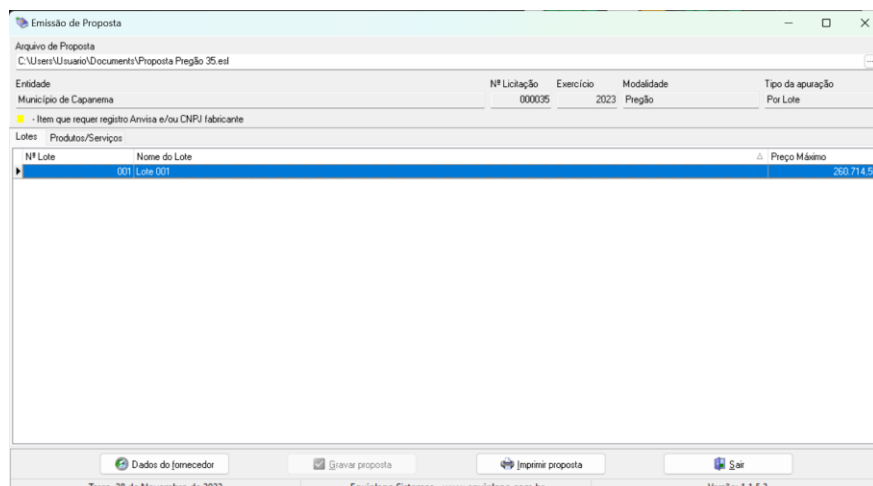 Emissão de Proposta
Arquivo de Proposta
C:\Users\Usuario\Documents\Proposta Pregão 35.esl
Entidade Nº Licitação Exercício Modalidade Tipo da apuração
Município de Capanema 000035 2023 Pregão Por Lote
- Item que requer registro Anvisa e/ou CNPJ fabricante
Lotes Produtos/Serviços
Nº Lote Nome do Lote Preço Máximo
001 Lote 001 260.714,5
Dados do fornecedor Gravar proposta Imprimir proposta Sair